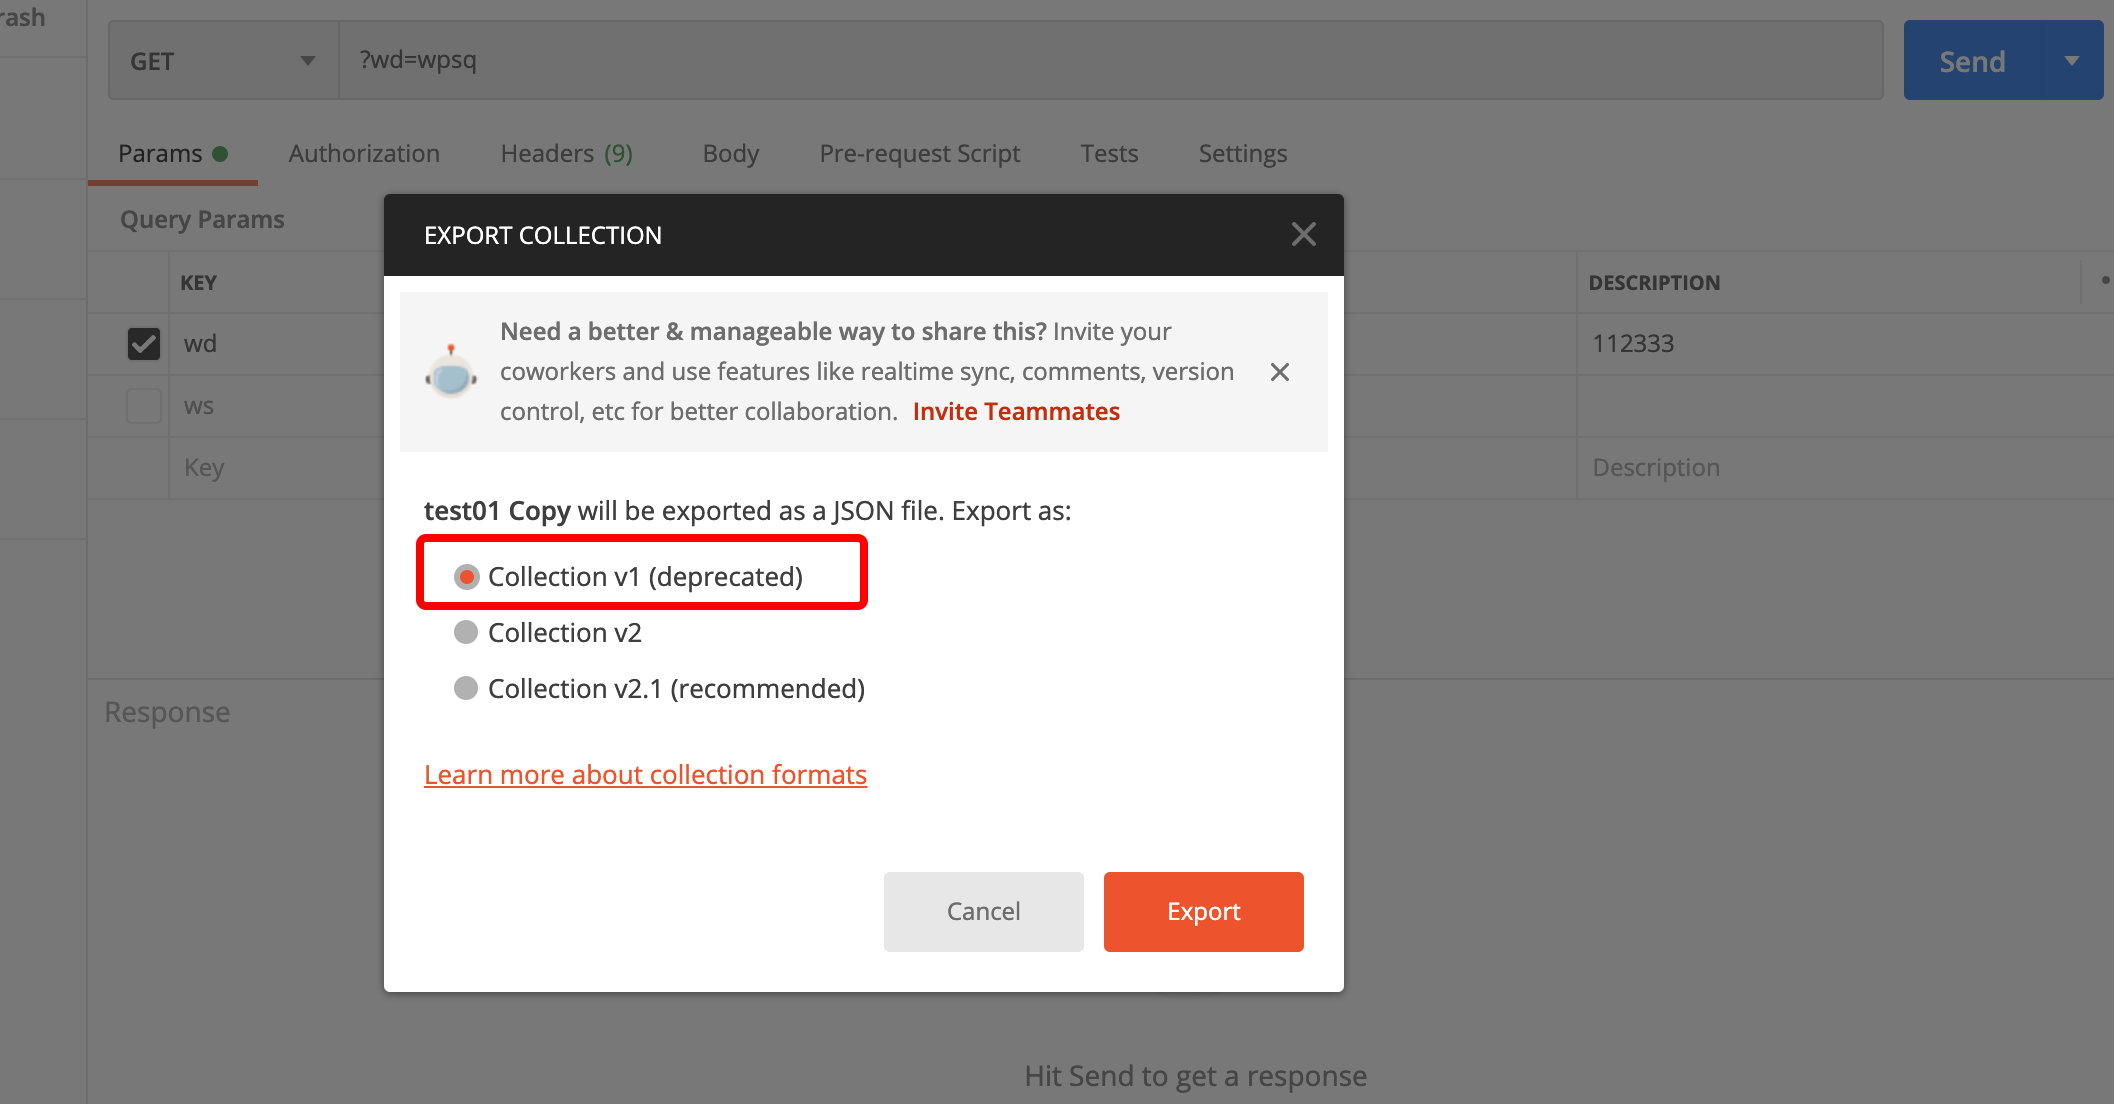 rash
GET
?wd=wpsq
Send
Params
Authorization
Headers (9)
Body
Pre-request Script
Tests
Settings
Query Params
KEY
DESCRIPTION
wd
112333
ws
Key
Description
EXPORT COLLECTION
Need a better & manageable way to share this? Invite your
coworkers and use features like realtime sync, comments, version
control, etc for better collaboration. Invite Teammates
test01 Copy will be exported as a JSON file. Export as:
Collection v1 (deprecated)
Collection v2
Collection v2.1 (recommended)
Learn more about collection formats
Cancel
Export
Response
Hit Send to get a response